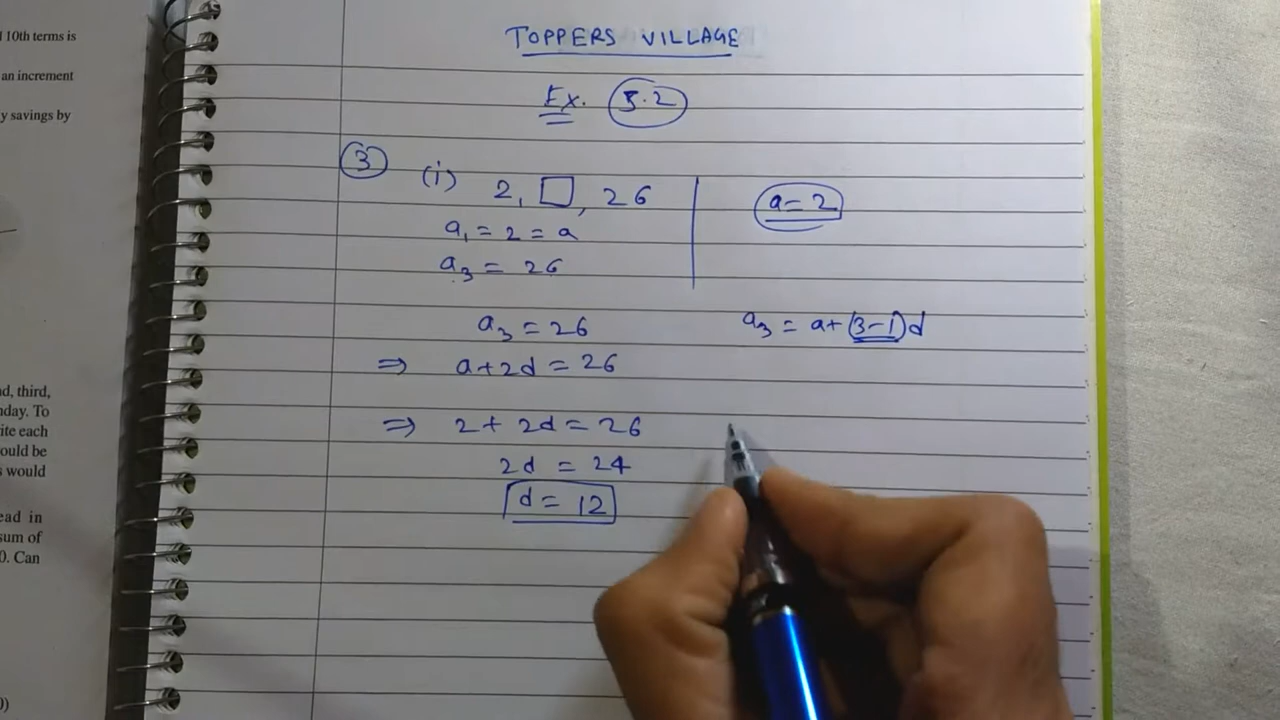 l 10th terms is
an increment
y savings by
d, third,
nday. To
ite each
ould be
s would
ead in
sum of
0. Can
0)
TOPPERS VILLAGE
Ex. 5.2
3 (i) 2, □, 26
a₁ = 2 = a
a₃ = 26
a = 2
a₃ = 26
a₃ = a+(3-1)d
⇒ a+2d = 26
⇒ 2 + 2d = 26
2d = 24
d = 12